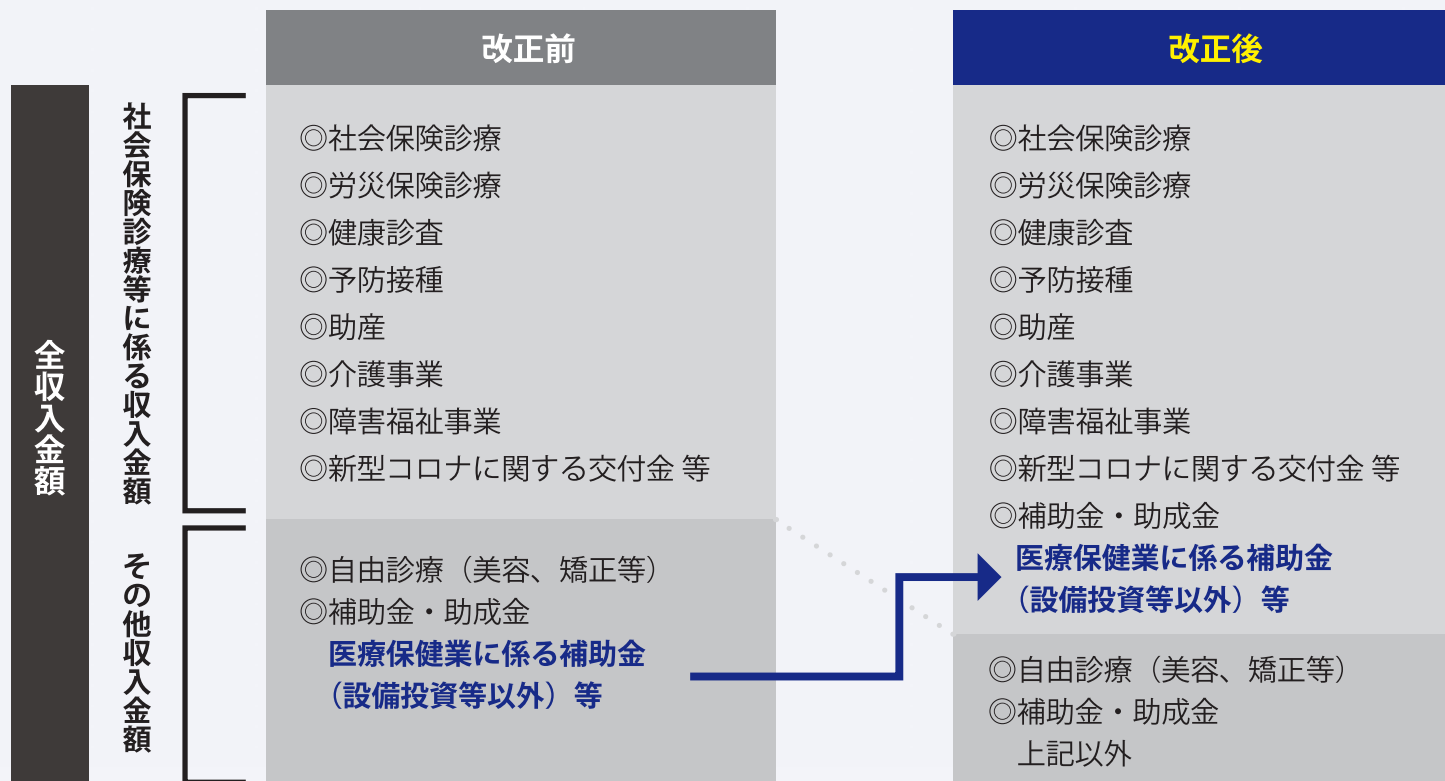 改正前
改正後
全収入金額
社会保険診療等に係る収入金額
◎社会保険診療
◎労災保険診療
◎健康診査
◎予防接種
◎助産
◎介護事業
◎障害福祉事業
◎新型コロナに関する交付金 等
その他収入金額
◎自由診療（美容、矯正等）
◎補助金・助成金
医療保健業に係る補助金
（設備投資等以外）等
◎社会保険診療
◎労災保険診療
◎健康診査
◎予防接種
◎助産
◎介護事業
◎障害福祉事業
◎新型コロナに関する交付金 等
◎補助金・助成金
医療保健業に係る補助金
（設備投資等以外）等
◎自由診療（美容、矯正等）
◎補助金・助成金
上記以外